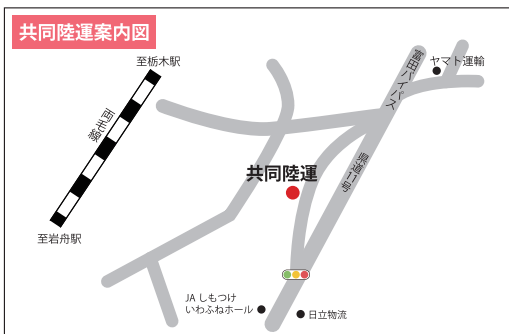 共同陸運案内図
至栃木駅
両毛線
至岩舟駅
富田バイパス
ヤマト運輸
県道11号
共同陸運
JA しもつけ
いわふねホール
日立物流